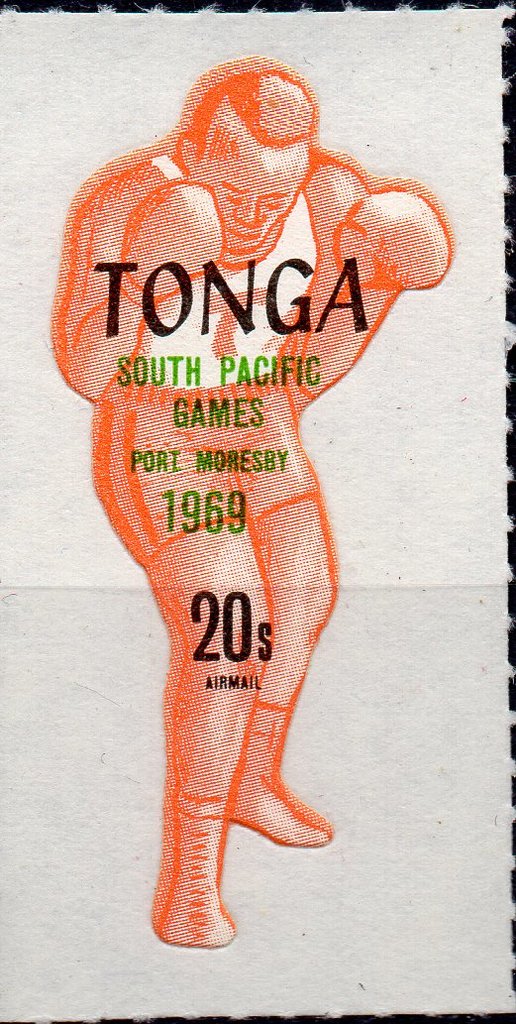 TONGA
SOUTH PACIFIC
GAMES
PORT MORESBY
1969
20s
AIRMAIL